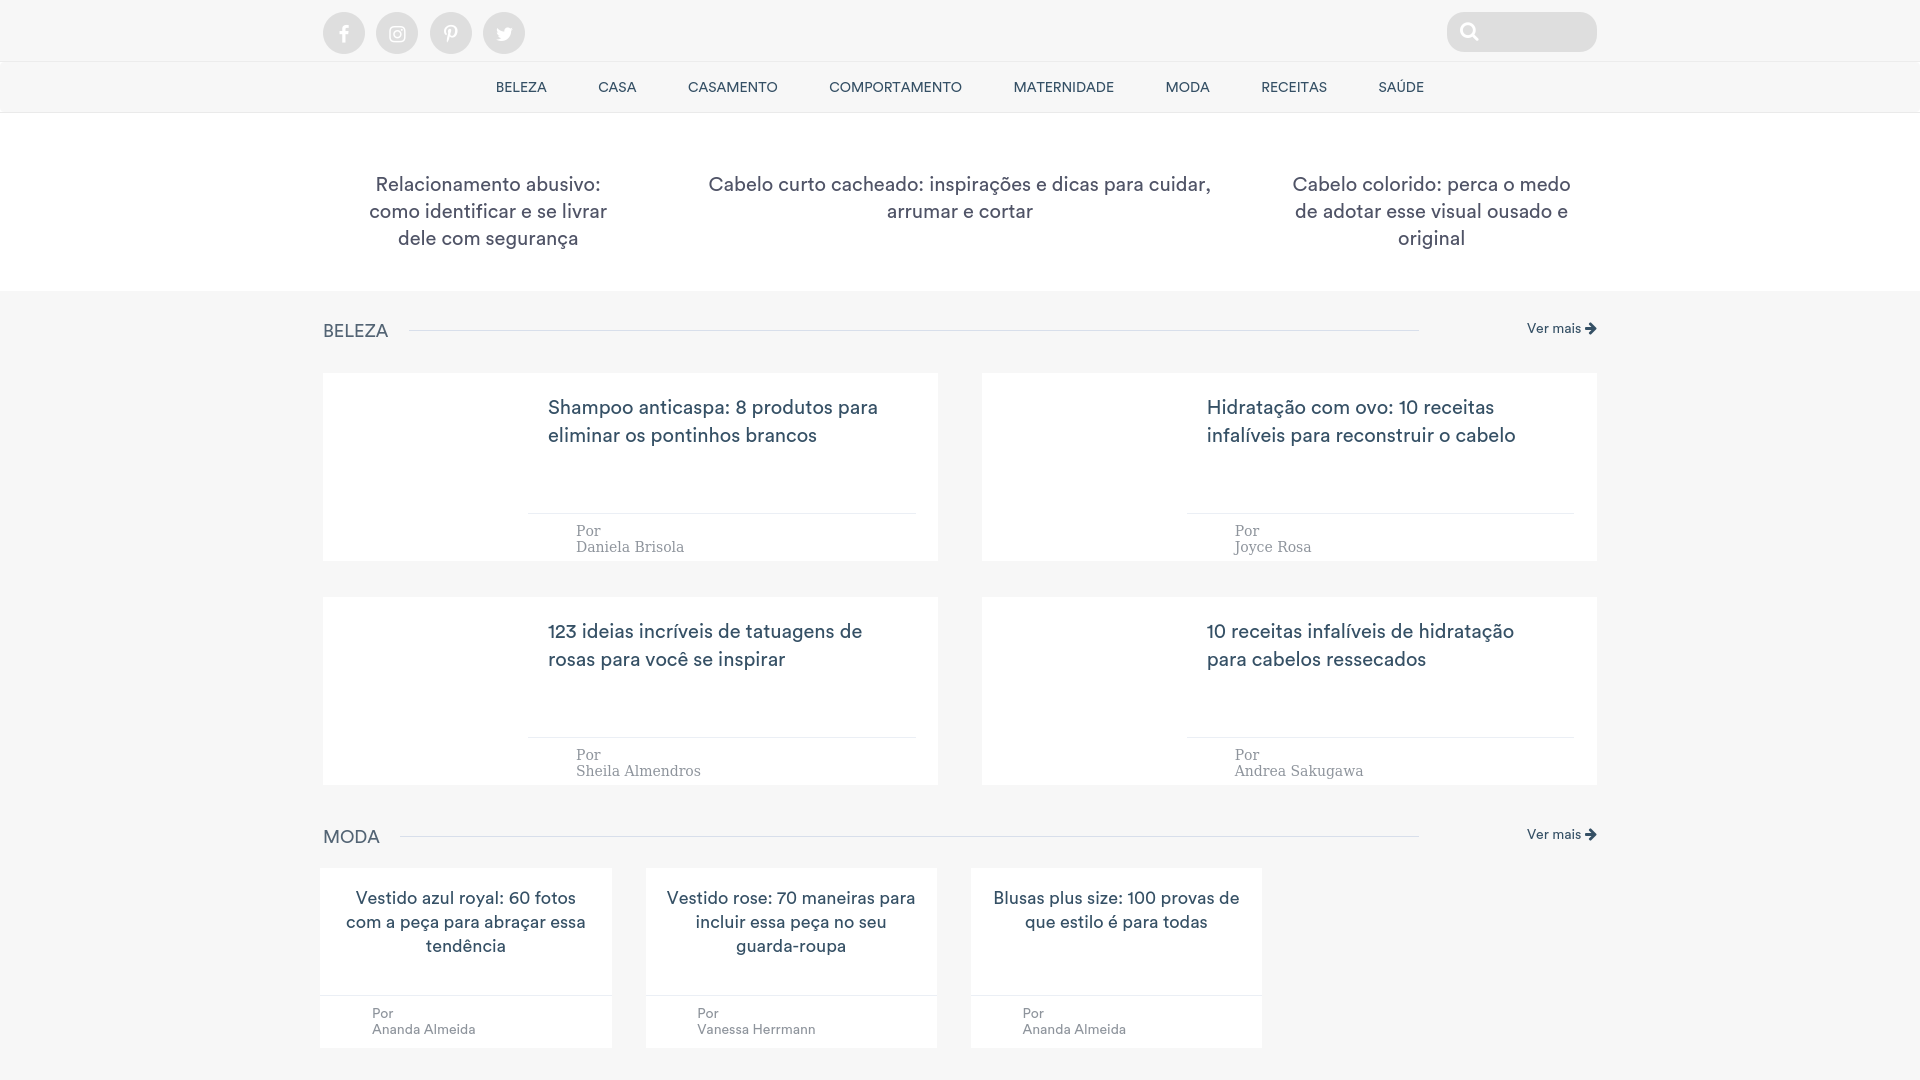 BELEZA CASA CASAMENTO COMPORTAMENTO MATERNIDADE MODA RECEITAS SAÚDE
Relacionamento abusivo:
como identificar e se livrar
dele com segurança
Cabelo curto cacheado: inspirações e dicas para cuidar,
arrumar e cortar
Cabelo colorido: perca o medo
de adotar esse visual ousado e
original
BELEZA
Ver mais
Shampoo anticaspa: 8 produtos para
eliminar os pontinhos brancos
Por
Daniela Brisola
Hidratação com ovo: 10 receitas
infalíveis para reconstruir o cabelo
Por
Joyce Rosa
123 ideias incríveis de tatuagens de
rosas para você se inspirar
Por
Sheila Almendros
10 receitas infalíveis de hidratação
para cabelos ressecados
Por
Andrea Sakugawa
MODA
Ver mais
Vestido azul royal: 60 fotos
com a peça para abraçar essa
tendência
Por
Ananda Almeida
Vestido rose: 70 maneiras para
incluir essa peça no seu
guarda-roupa
Por
Vanessa Herrmann
Blusas plus size: 100 provas de
que estilo é para todas
Por
Ananda Almeida